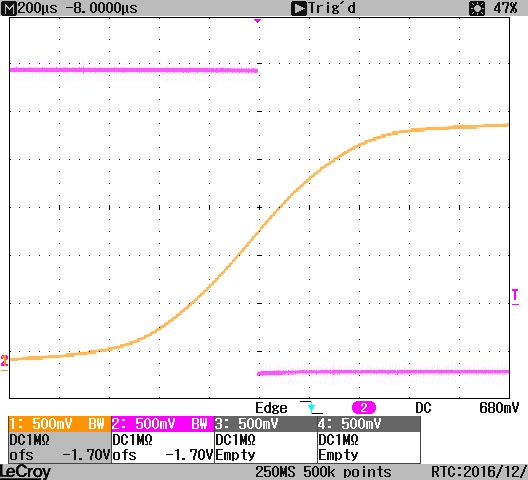 M 200µs -8.0000µs Trig'd 47%
T
2
Edge 2 DC 680mV
1: 500mV BW 2: 500mV BW 3: 500mV 4: 500mV
DC1MΩ DC1MΩ DC1MΩ DC1MΩ
ofs -1.70V ofs -1.70V Empty Empty
LeCroy 250MS 500k points RTC:2016/12/